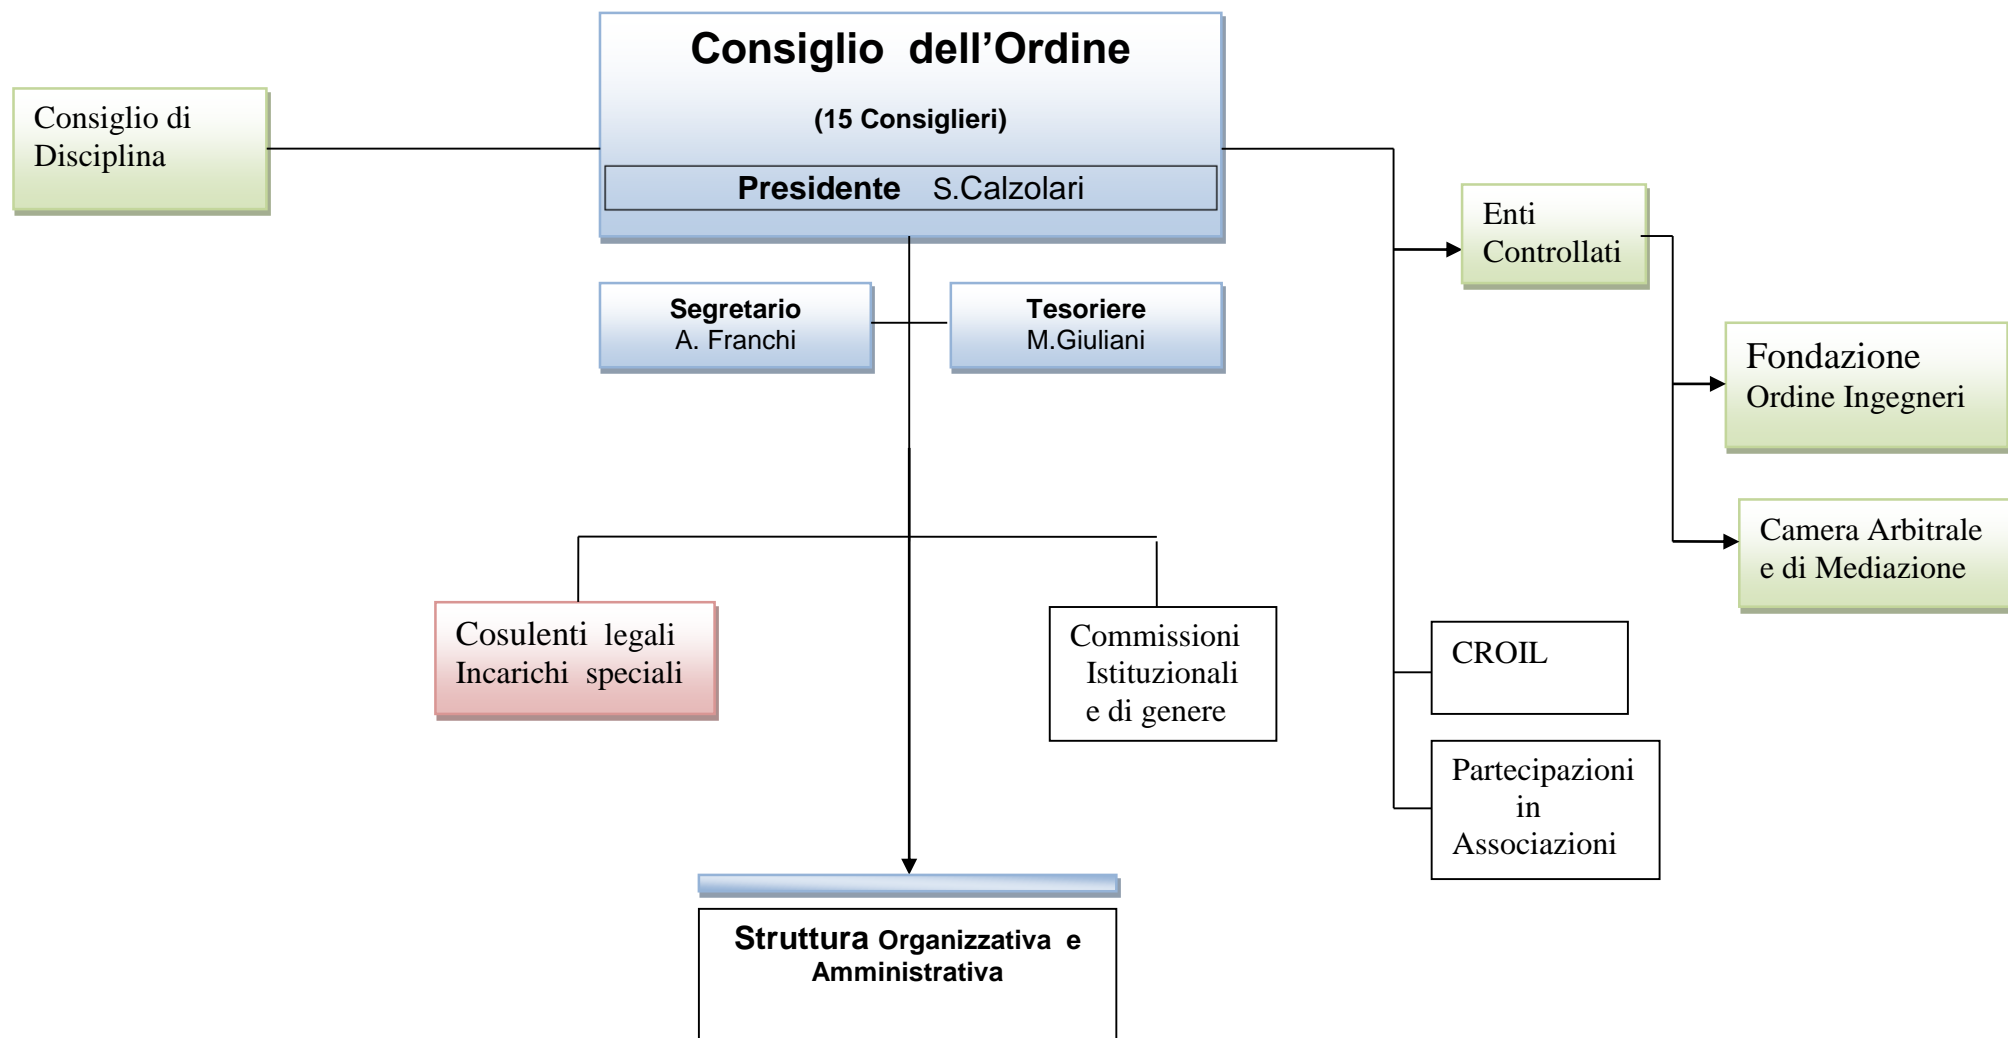 Consiglio dell’Ordine
(15 Consiglieri)
Presidente S.Calzolari
Consiglio di
Disciplina
Segretario
A. Franchi
Tesoriere
M.Giuliani
Enti
Controllati
Fondazione
Ordine Ingegneri
Camera Arbitrale
e di Mediazione
Cosulenti legali
Incarichi speciali
Commissioni
Istituzionali
e di genere
CROIL
Partecipazioni
in
Associazioni
Struttura Organizzativa e
Amministrativa